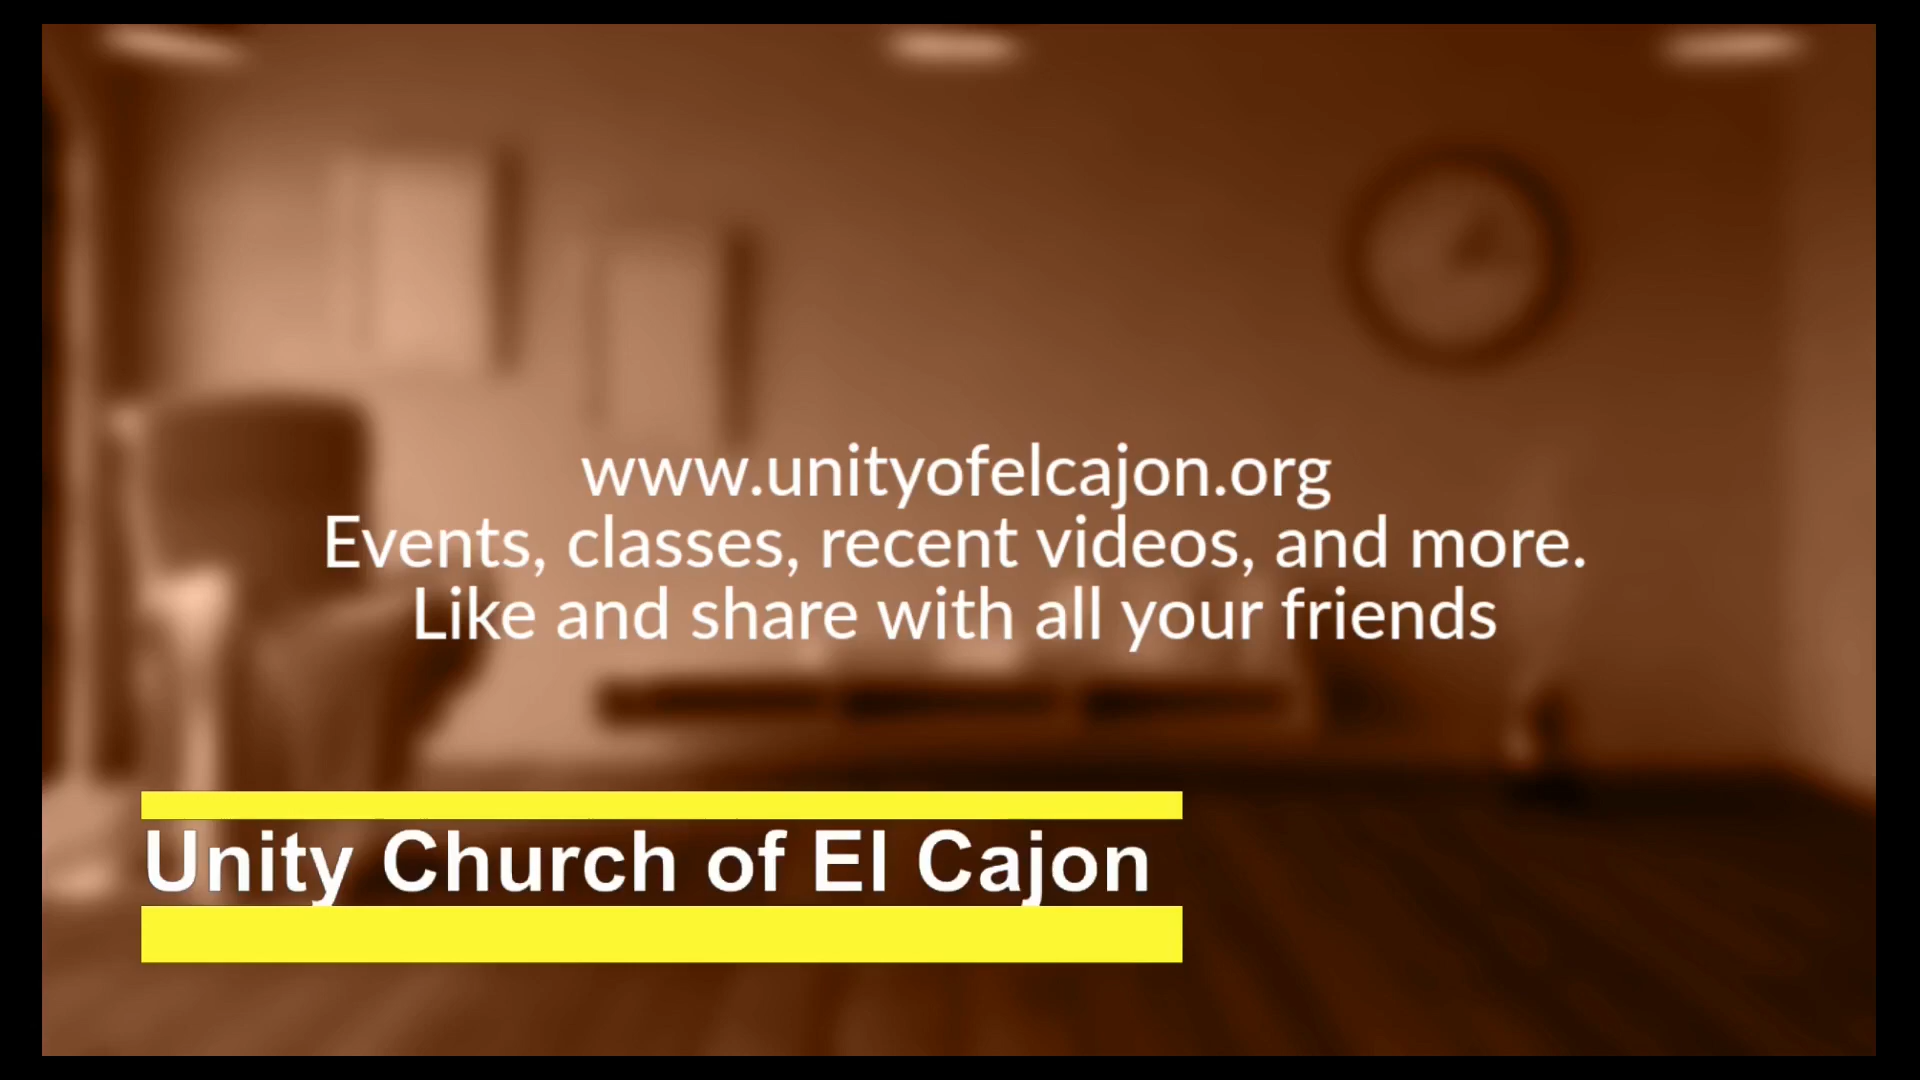 www.unityofelcajon.org
Events, classes, recent videos, and more.
Like and share with all your friends
Unity Church of El Cajon